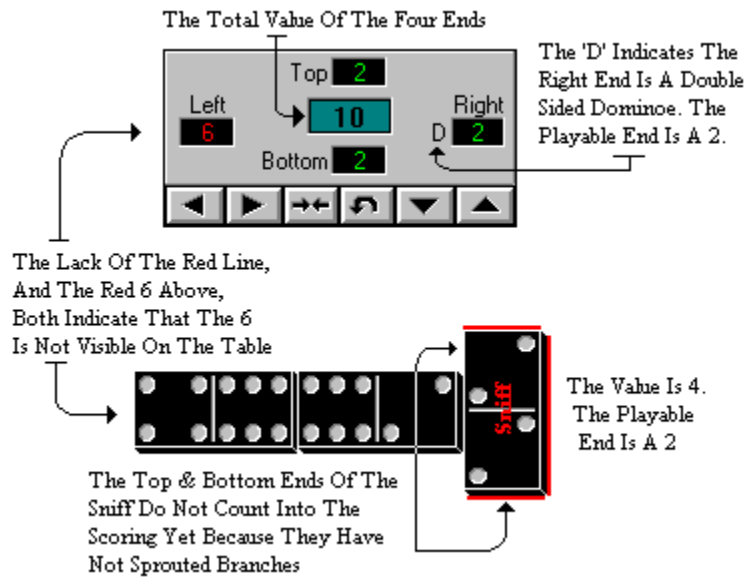 The Total Value Of The Four Ends
The 'D' Indicates The
Right End Is A Double
Sided Dominoe. The
Playable End Is A 2.
Top 2
Left
6
10
Right
D 2
Bottom 2
The Lack Of The Red Line,
And The Red 6 Above,
Both Indicate That The 6
Is Not Visible On The Table
Sniff
The Value Is 4.
The Playable
End Is A 2
The Top & Bottom Ends Of The
Sniff Do Not Count Into The
Scoring Yet Because They Have
Not Sprouted Branches